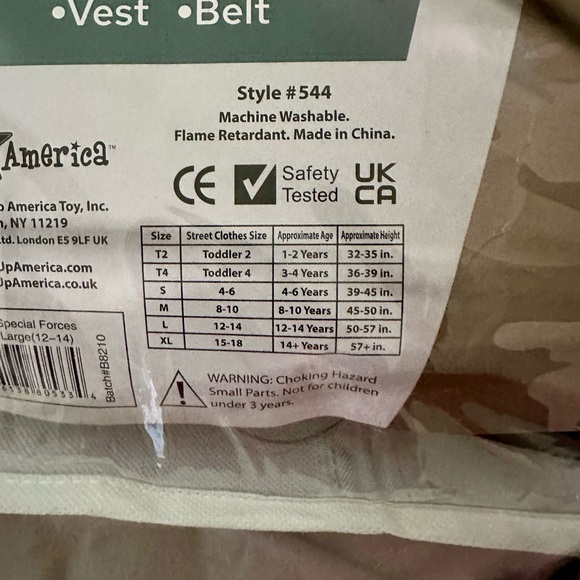 •Vest •Belt
Style #544
Machine Washable.
Flame Retardant. Made in China.
America™
CE Safety Tested UKCA
America Toy, Inc.
NY 11219
Ltd. London E5 9LF UK
UpAmerica.com
UpAmerica.co.uk
Size Street Clothes Size Approximate Age Approximate Height
T2 Toddler 2 1-2 Years 32-35 in.
T4 Toddler 4 3-4 Years 36-39 in.
S 4-6 4-6 Years 39-45 in.
M 8-10 8-10 Years 45-50 in.
L 12-14 12-14 Years 50-57 in.
XL 15-18 14+ Years 57+ in.
Special Forces
Large(12-14)
Batch#B8210
WARNING: Choking Hazard
Small Parts. Not for children
under 3 years.